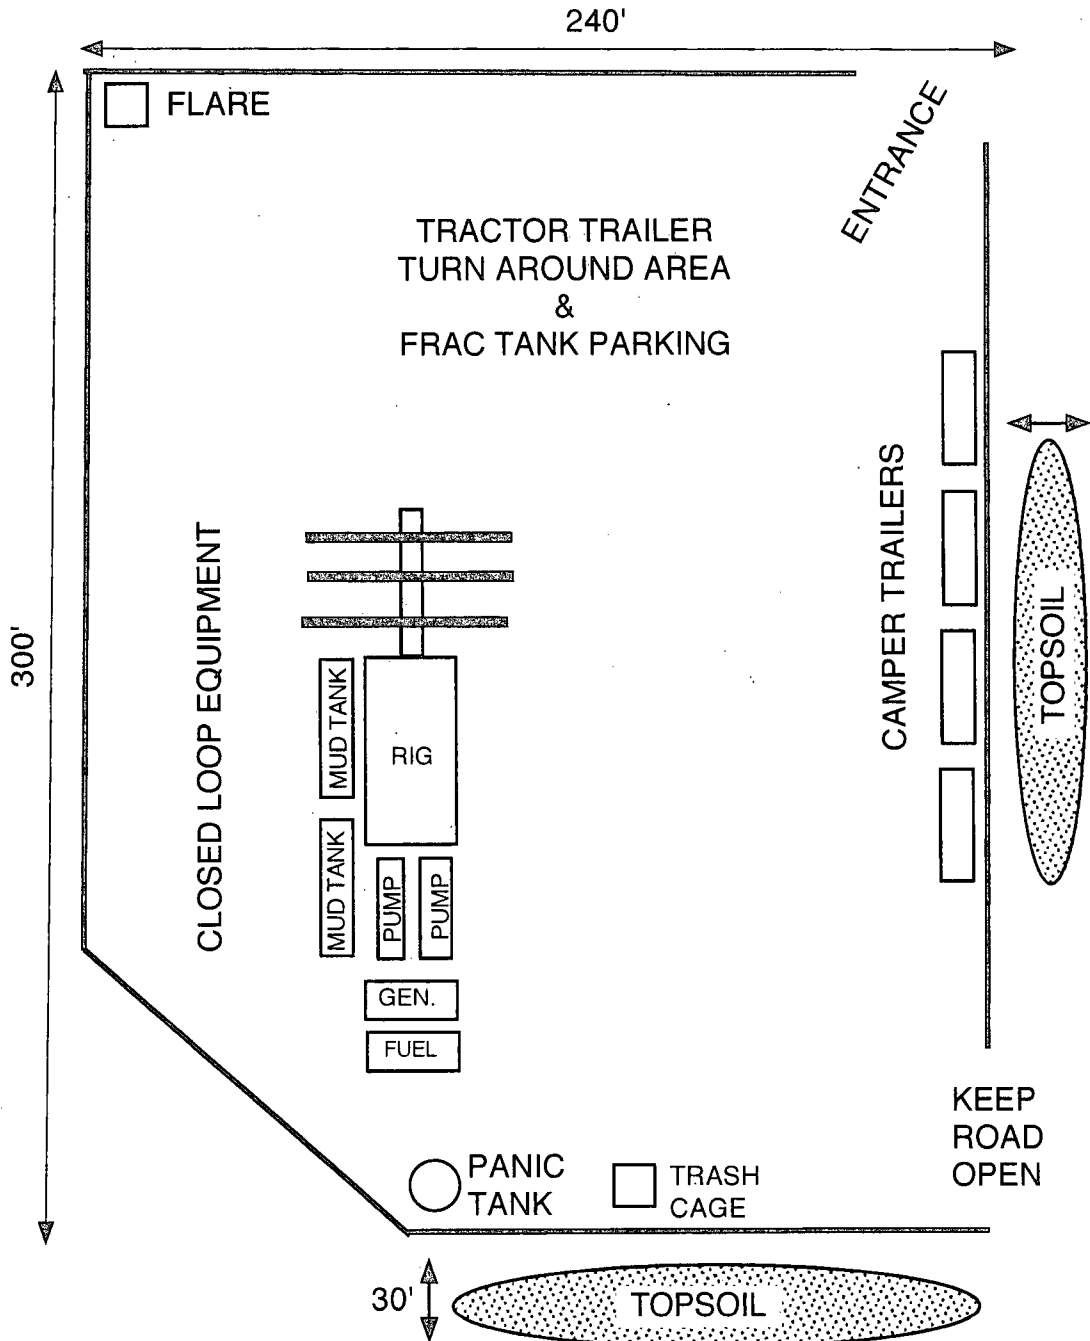 240'
FLARE
ENTRANCE
TRACTOR TRAILER
TURN AROUND AREA
&
FRAC TANK PARKING
300'
CLOSED LOOP EQUIPMENT
MUD TANK
RIG
CAMPER TRAILERS
TOPSOIL
MUD TANK
PUMP
PUMP
GEN.
FUEL
KEEP
ROAD
OPEN
PANIC
TANK
TRASH
CAGE
30'
TOPSOIL